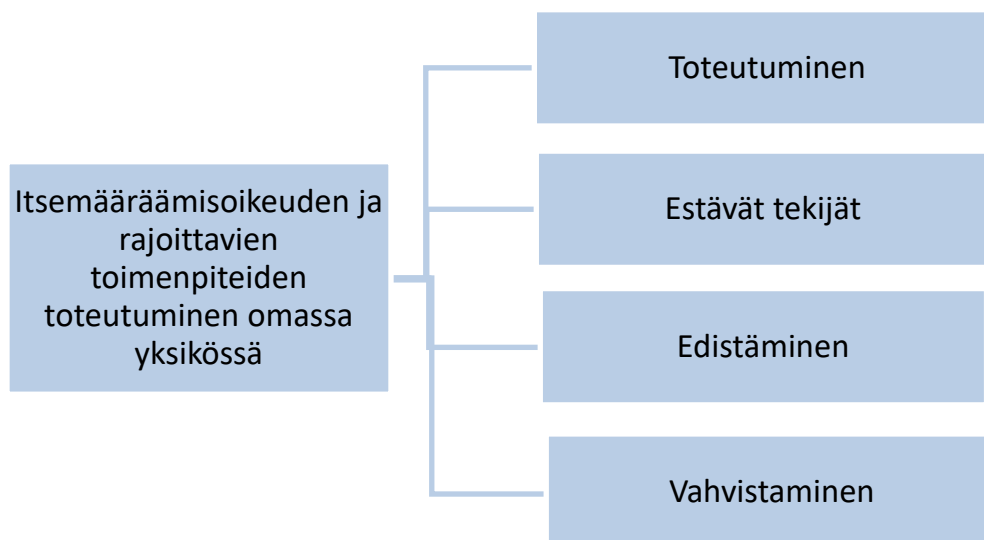 Itsemääräämisoikeuden ja
rajoittavien
toimenpiteiden
toteutuminen omassa
yksikössä
Toteutuminen
Estävät tekijät
Edistäminen
Vahvistaminen